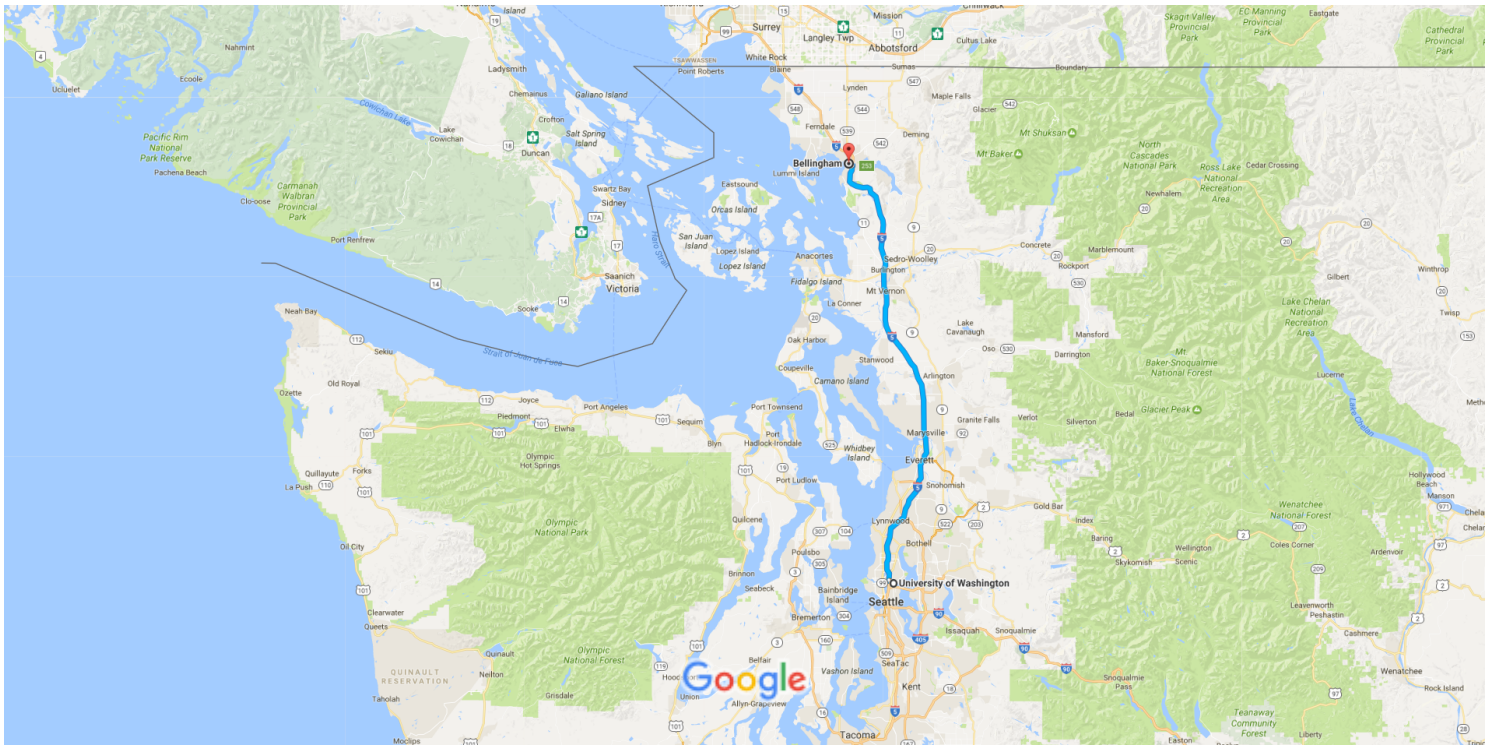 Island
Surrey
Mission
Chilliwack
Langley Twp
Abbotsford
Cultus Lake
Skagit Valley
Provincial
Park
EC Manning
Provincial
Park
Eastgate
Cathedral
Provincial
Park
Nahmint
Ladysmith
TSAWWASSEN
Point Roberts
White Rock
Blaine
Sumas
Boundary
Ucluelet
Ecoole
Chemainus
Galiano Island
Lynden
Maple Falls
Glacier
Cowichan Lake
Crofton
Lake
Cowichan
Duncan
Salt Spring
Island
Ferndale
Deming
Mt Shuksan
Mt Baker
North
Cascades
National Park
Ross Lake
National
Recreation
Area
Cedar Crossing
Pacific Rim
National
Park Reserve
Pachena Beach
Bellingham
Lummi Island
Carmanah
Walbran
Provincial
Park
Clo-oose
Swartz Bay
Sidney
Eastsound
Orcas Island
Newhalem
Port Renfrew
San Juan
Island
Haro Strait
Lopez Island
Lopez Island
Anacortes
Sedro-Woolley
Burlington
Concrete
Marblemount
Rockport
Saanich
Victoria
Fidalgo Island
Mt Vernon
La Conner
Gilbert
Winthrop
Twisp
Neah Bay
Sooke
Lake
Cavanaugh
Oso
Mansford
Darrington
Lake Chelan
National
Recreation
Area
Sekiu
Strait of Juan de Fuca
Oak Harbor
Coupeville
Stanwood
Camano Island
Arlington
Mt
Baker-Snoqualmie
National Forest
Lucerne
Old Royal
Ozette
Joyce
Piedmont
Elwha
Port Angeles
Sequim
Port Townsend
Blyn
Port
Hadlock-Irondale
Granite Falls
Verlot
Silverton
Bedal
Glacier Peak
Lake Chelan
Marysville
Whidbey
Island
Everett
Snohomish
Olympic
Hot Springs
Quillayute
Forks
La Push
Port Ludlow
Hollywood
Beach
Manson
Olympic
National Park
Quilcene
Lynnwood
Bothell
Gold Bar
Index
Baring
Skykomish
Wellington
Scenic
Wenatchee
National Forest
Coles Corner
Ardenvoir
Oil City
Poulsbo
Brinnon
Seabeck
Bainbridge
Island
University of Washington
Seattle
Clearwater
Queets
Bremerton
Leavenworth
Peshastin
Cashmere
Issaquah
Snoqualmie
QUINAULT
RESERVATION
Quinault
Neilton
Olympic
National Forest
Belfair
Vashon Island
SeaTac
Kent
Snoqualmie
Pass
Wenatchee
Rock Island
Google
Taholah
Grisdale
Union
Allyn-Grapeview
Teanaway
Community
Forest
Moclips
Tacoma
Easton